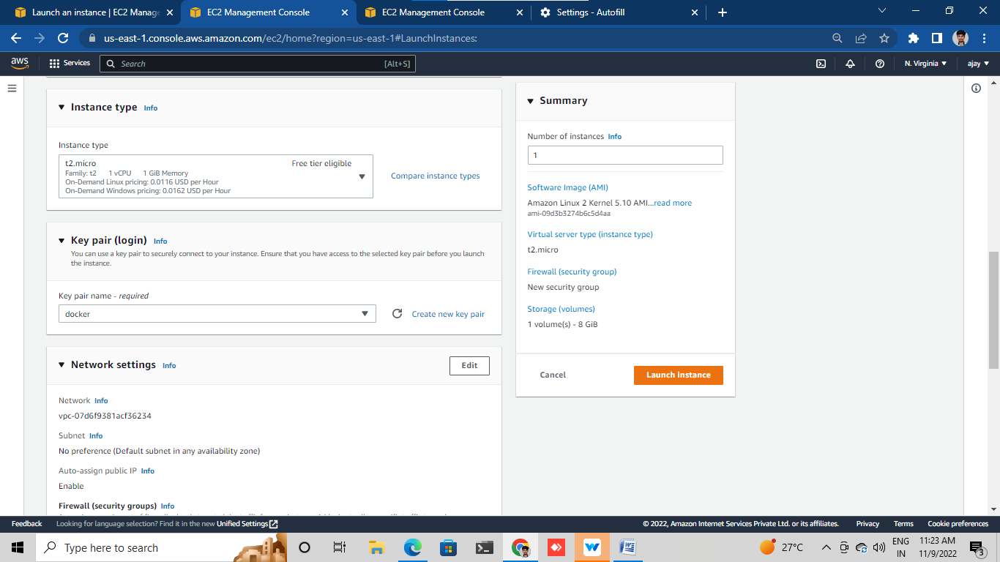 Launch an instance | EC2 Manage
EC2 Management Console
EC2 Management Console
Settings - Autofill
us-east-1.console.aws.amazon.com/ec2/home?region=us-east-1#LaunchInstances:
aws
Services
Search
[Alt+S]
N. Virginia
ajay
Instance type Info
Instance type
t2.micro
Free tier eligible
Family: t2 1 vCPU 1 GiB Memory
On-Demand Linux pricing: 0.0116 USD per Hour
On-Demand Windows pricing: 0.0162 USD per Hour
Compare instance types
Key pair (login) Info
You can use a key pair to securely connect to your instance. Ensure that you have access to the selected key pair before you launch
the instance.
Key pair name - required
docker
Create new key pair
Network settings Info
Edit
Network Info
vpc-07d6f9381acf36234
Subnet Info
No preference (Default subnet in any availability zone)
Auto-assign public IP Info
Enable
Firewall (security groups) Info
Summary
Number of instances Info
1
Software Image (AMI)
Amazon Linux 2 Kernel 5.10 AMI...read more
ami-09d3b3274b6c5d4aa
Virtual server type (instance type)
t2.micro
Firewall (security group)
New security group
Storage (volumes)
1 volume(s) - 8 GiB
Cancel
Launch instance
Feedback
Looking for language selection? Find it in the new Unified Settings
© 2022, Amazon Internet Services Private Ltd. or its affiliates.
Privacy
Terms
Cookie preferences
Type here to search
27°C
ENG
IN
11:23 AM
11/9/2022
3